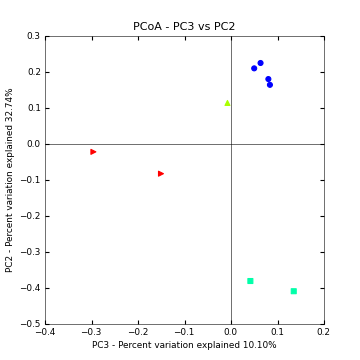 PCoA - PC3 vs PC2
0.3
0.2
0.1
0.0
−0.1
−0.2
−0.3
−0.4
−0.5
PC2 - Percent variation explained 32.74%
−0.4 −0.3 −0.2 −0.1 0.0 0.1 0.2
PC3 - Percent variation explained 10.10%